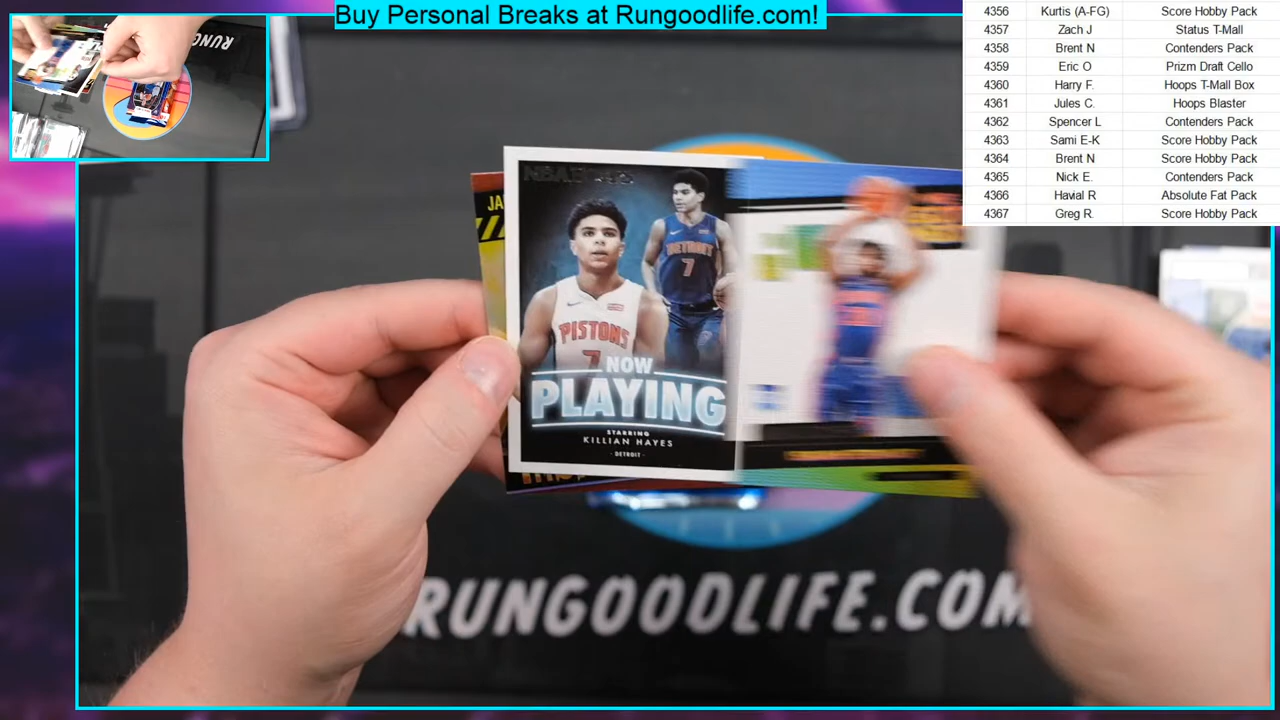 Buy Personal Breaks at Rungoodlife.com!
4356 Kurtis (A-FG) Score Hobby Pack
4357 Zach J Status T-Mall
4358 Brent N Contenders Pack
4359 Eric O Prizm Draft Cello
4360 Harry F. Hoops T-Mall Box
4361 Jules C. Hoops Blaster
4362 Spencer L Contenders Pack
4363 Sami E-K Score Hobby Pack
4364 Brent N Score Hobby Pack
4365 Nick E. Contenders Pack
4366 Havial R Absolute Fat Pack
4367 Greg R. Score Hobby Pack
JA
DETROIT
7
PISTONS
7
NOW
PLAYING
STARRING
KILLIAN HAYES
DETROIT
RUNGOODLIFE.COM